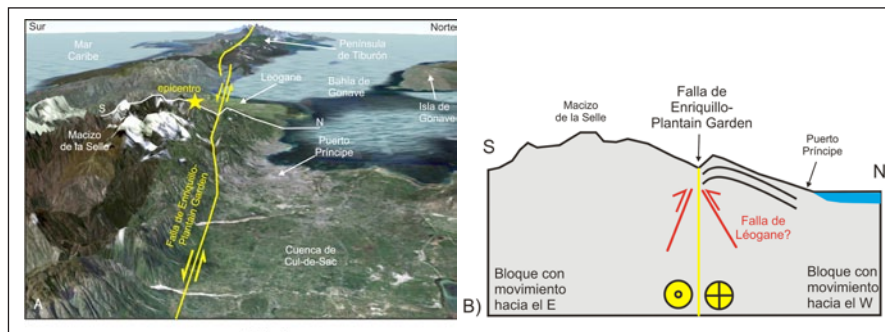 Sur
Norte
Mar
Caribe
Península
de Tiburón
epicentro
Leogane
Bahía de
Gonave
Isla de
Gonave
S
N
Macizo
de la Selle
Puerto
Príncipe
Falla de Enriquillo-
Plantain Garden
Cuenca de
Cul-de-Sac
A
Falla de
Enriquillo-
Plantain Garden
Macizo
de la Selle
Puerto
Príncipe
S
N
Falla de
Léogane?
Bloque con
movimiento
hacia el E
Bloque con
movimiento
hacia el W
B)